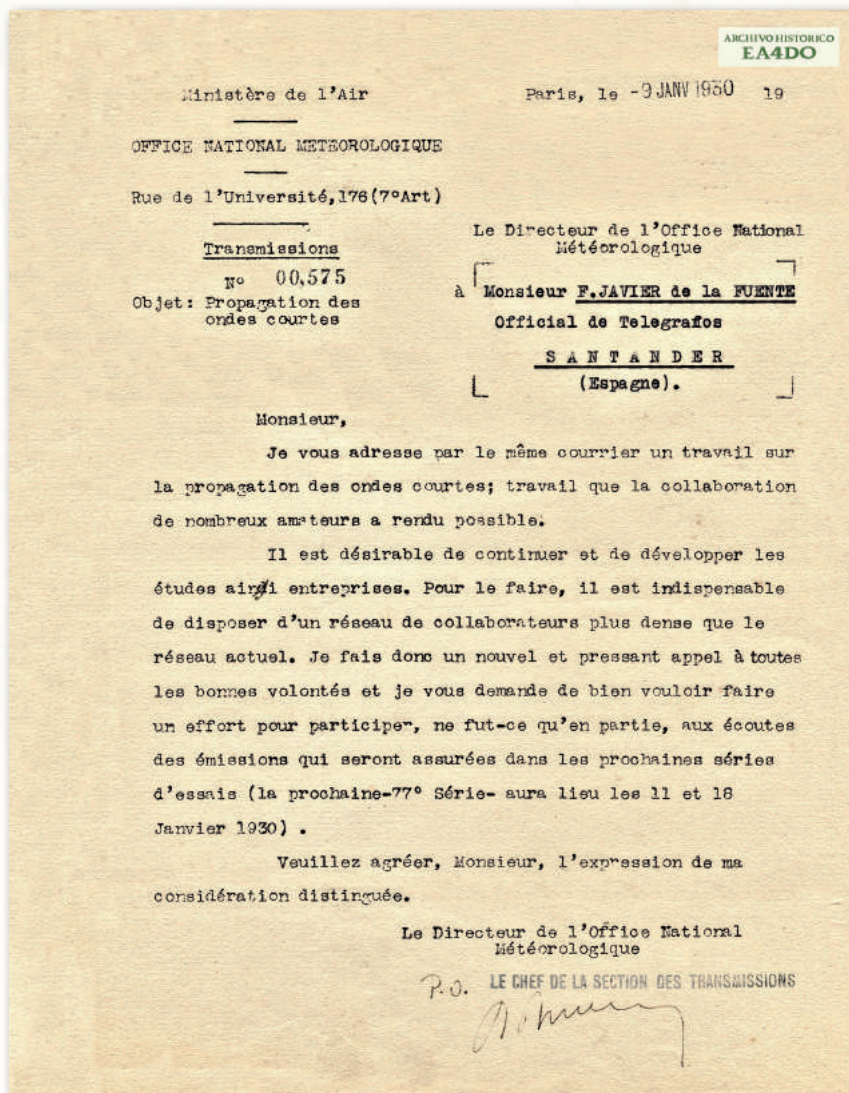 ARCHIVO HISTORICO
EA4DO
Ministère de l'Air
Paris, le -9 JANV 1930 19
OFFICE NATIONAL METEOROLOGIQUE
Rue de l'Université,176(7°Art)
Transmissions
N° 00,575
Objet: Propagation des
ondes courtes
Le Directeur de l'Office National
Météorologique
à Monsieur F.JAVIER de la FUENTE
Official de Telegrafos
SANTANDER
(Espagne).
Monsieur,
Je vous adresse par le même courrier un travail sur
la propagation des ondes courtes; travail que la collaboration
de nombreux amateurs a rendu possible.
Il est désirable de continuer et de développer les
études ainsi entreprises. Pour le faire, il est indispensable
de disposer d'un réseau de collaborateurs plus dense que le
réseau actuel. Je fais donc un nouvel et pressant appel à toutes
les bonnes volontés et je vous demande de bien vouloir faire
un effort pour participer, ne fut-ce qu'en partie, aux écoutes
des émissions qui seront assurées dans les prochaines séries
d'essais (la prochaine-77° Série- aura lieu les 11 et 18
Janvier 1930) .
Veuillez agréer, Monsieur, l'expression de ma
considération distinguée.
Le Directeur de l'Office National
Météorologique
P.O. LE CHEF DE LA SECTION DES TRANSMISSIONS